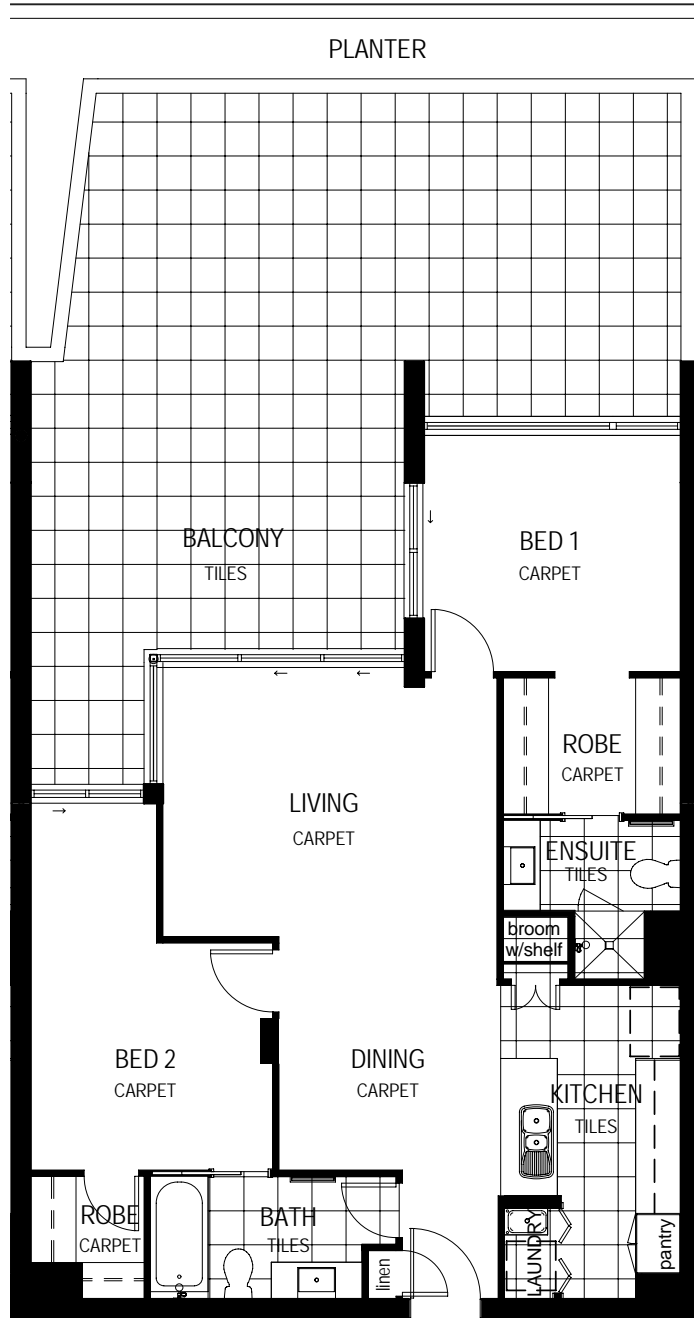 PLANTER
BALCONY
TILES
BED 1
CARPET
ROBE
CARPET
LIVING
CARPET
ENSUITE
TILES
broom
w/shelf
BED 2
CARPET
DINING
CARPET
KITCHEN
TILES
ROBE
CARPET
BATH
TILES
linen
LAUNDRY
pantry